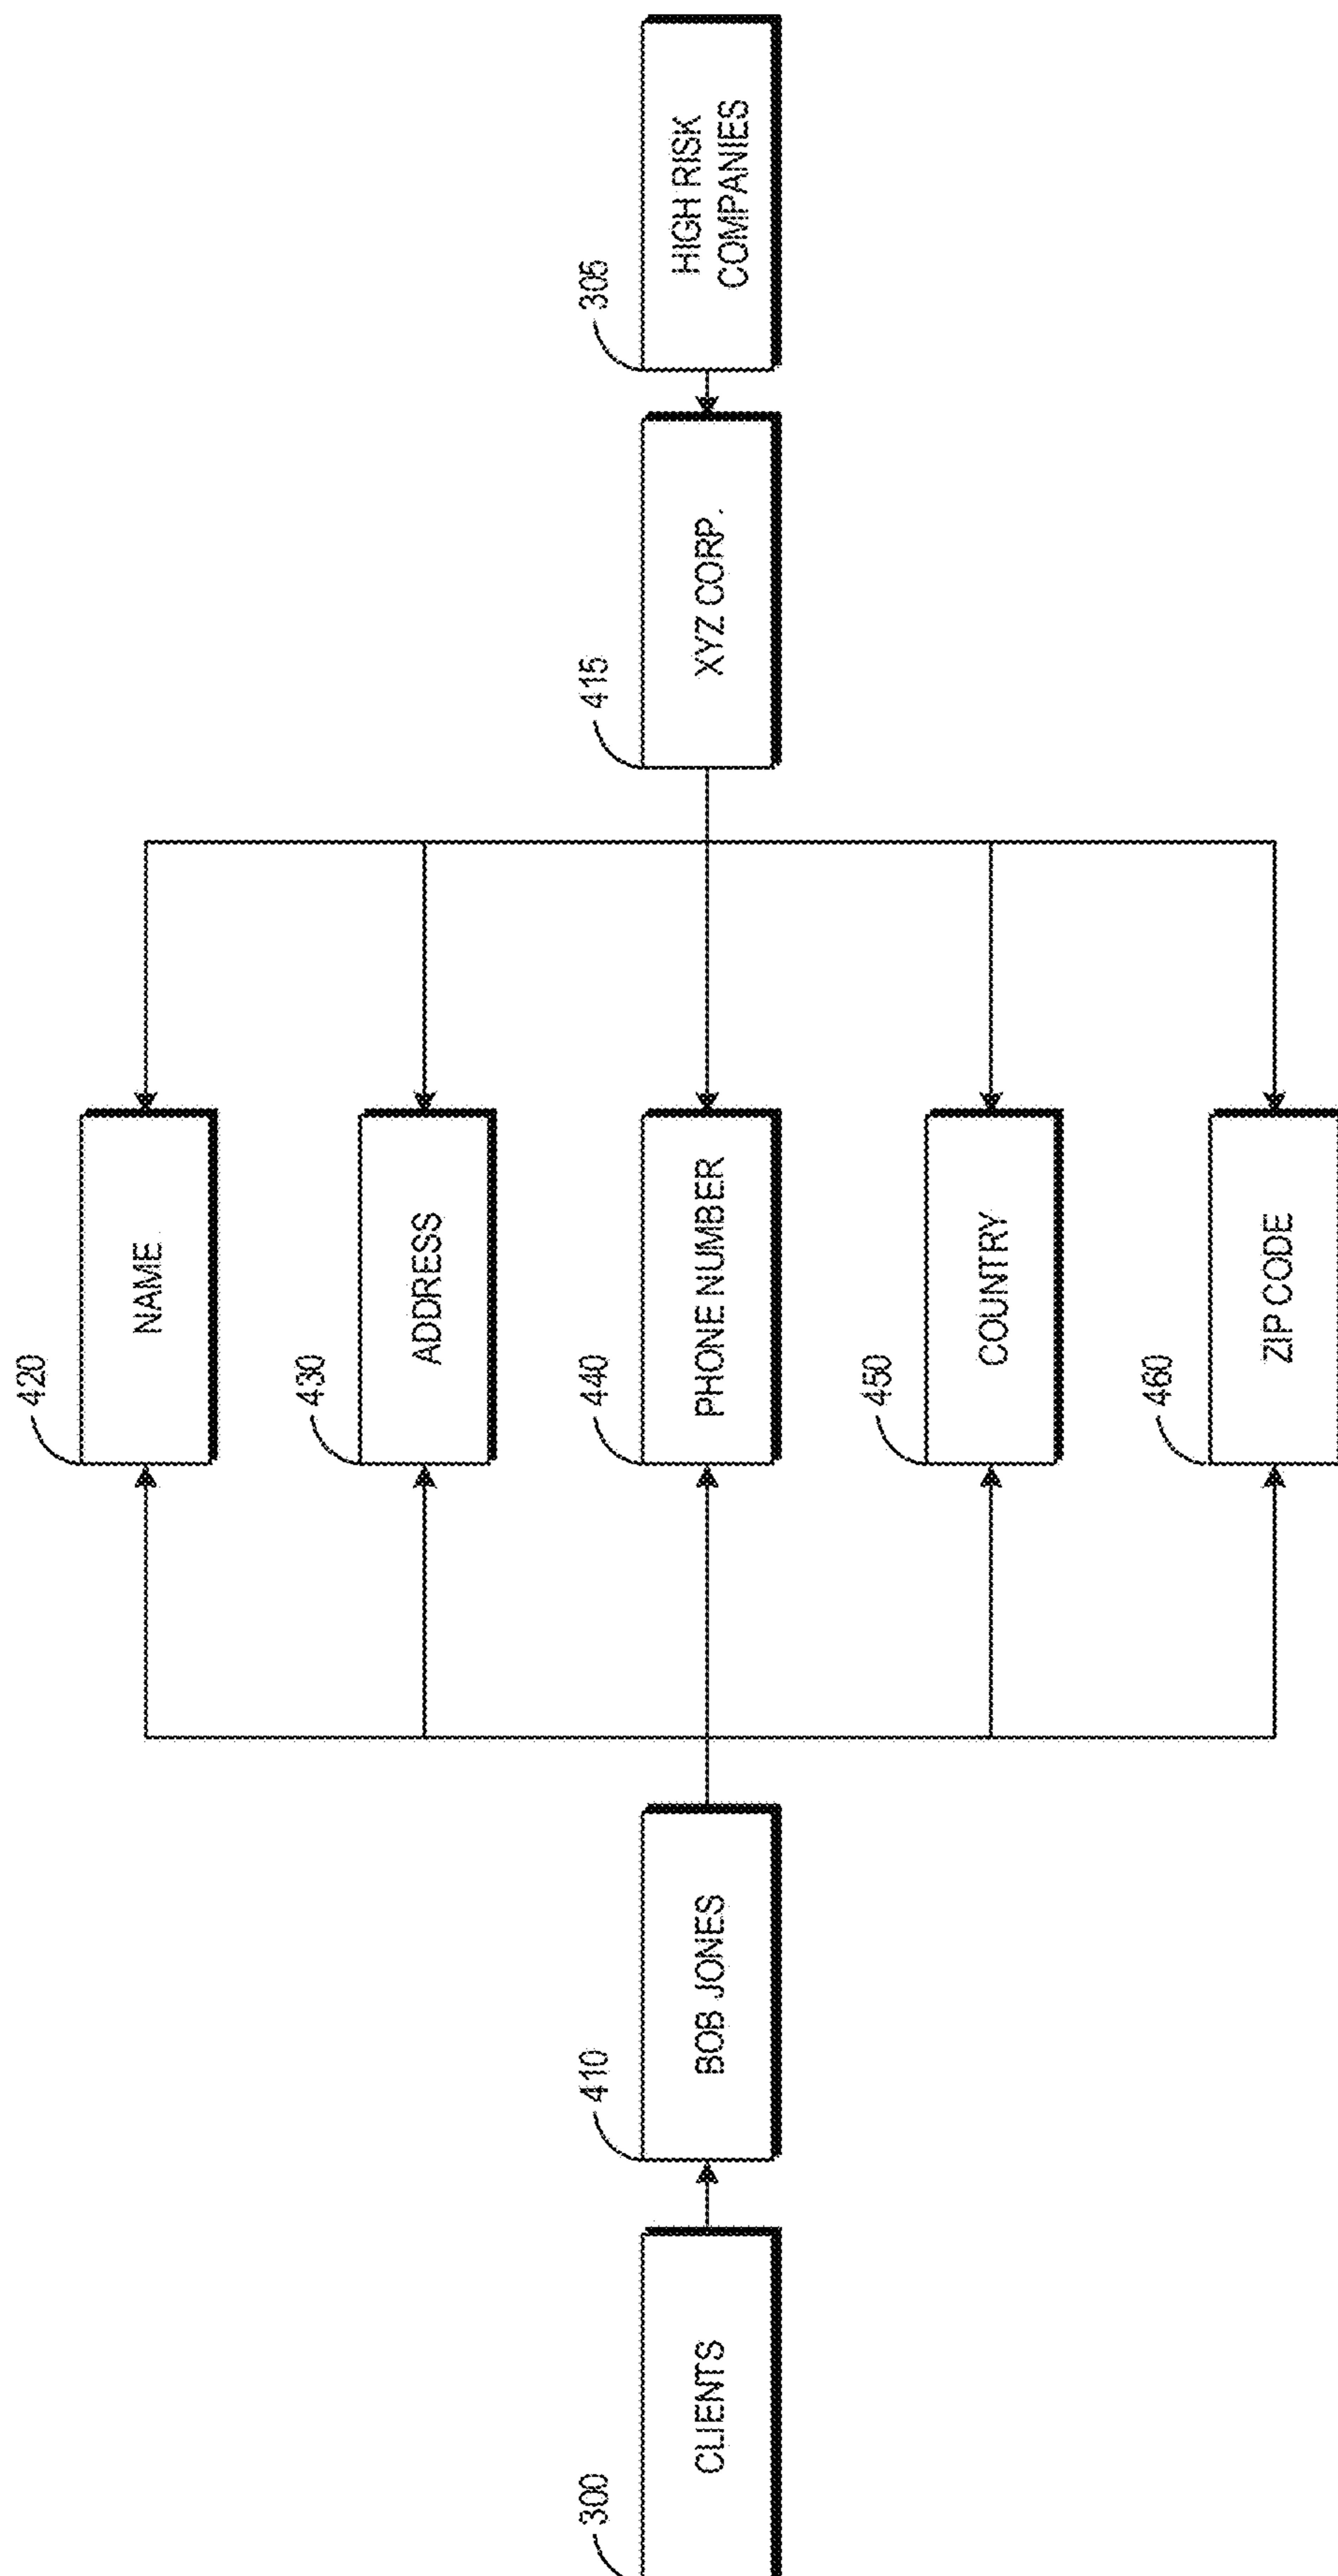 300
CLIENTS
410
BOB JONES
420
NAME
430
ADDRESS
440
PHONE NUMBER
450
COUNTRY
460
ZIP CODE
415
XYZ CORP.
305
HIGH RISK
COMPANIES